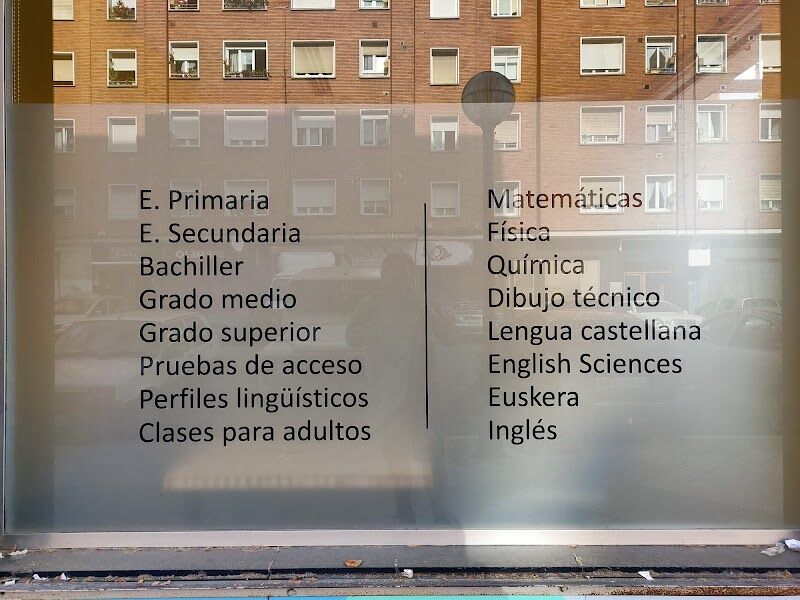 E. Primaria
E. Secundaria
Bachiller
Grado medio
Grado superior
Pruebas de acceso
Perfiles lingüísticos
Clases para adultos
Matemáticas
Física
Química
Dibujo técnico
Lengua castellana
English Sciences
Euskera
Inglés